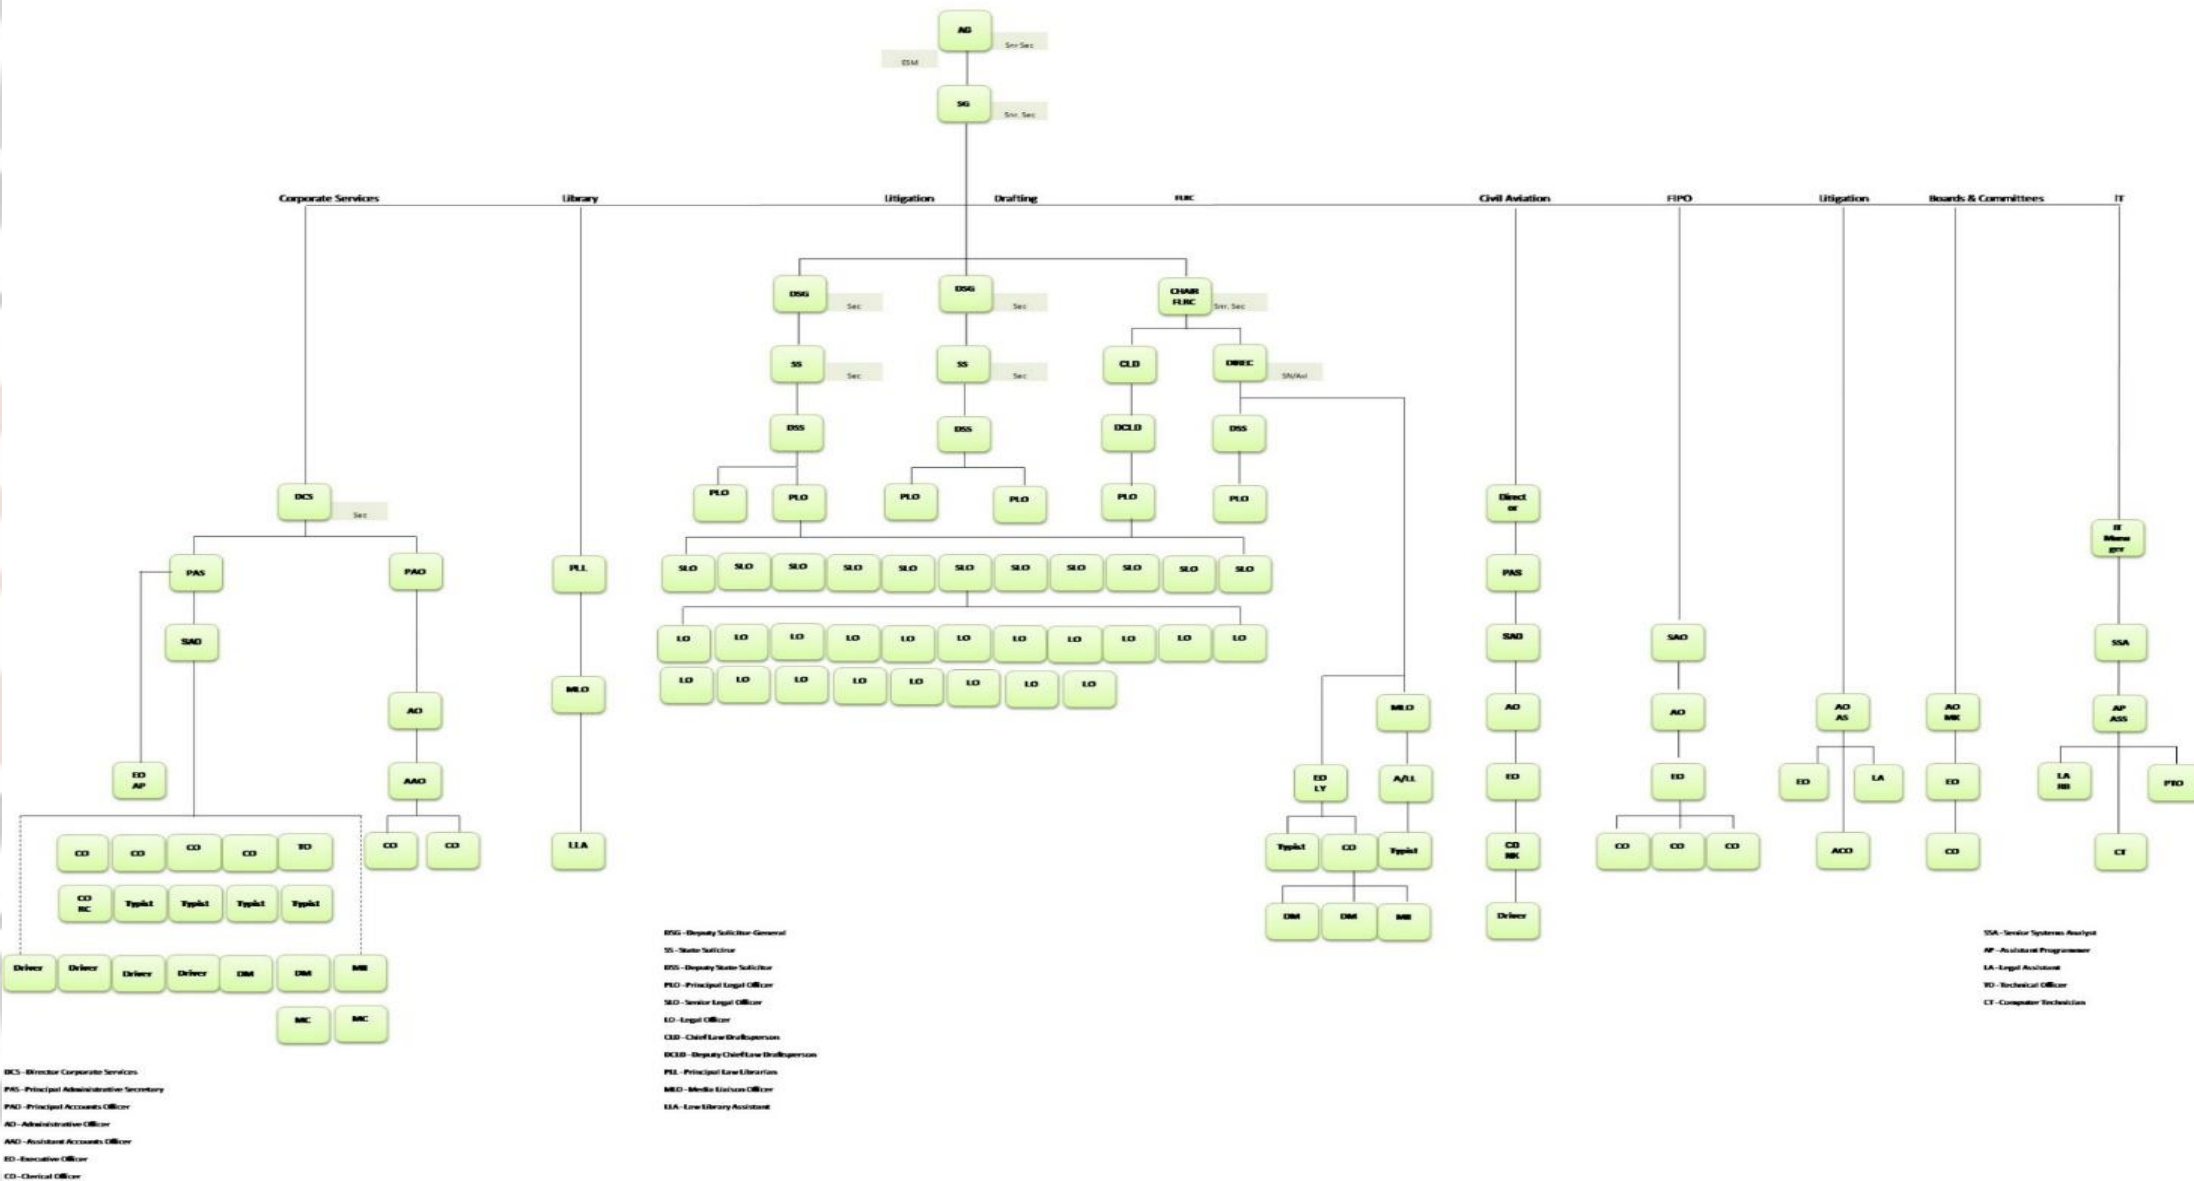 AG
Snr Sec
ESM
SG
Snr. Sec
Corporate Services
Library
Litigation
Drafting
FLRC
Civil Aviation
FIPO
Litigation
Boards & Committees
IT
DSG
Sec
DSG
Sec
CHAIR
FLRC
Snr. Sec
SS
Sec
SS
Sec
CLD
DIREC
DSS
DSS
DCLD
DSS
DCS
Sec
PLO
PLO
PLO
PLO
PLO
PLO
Direct
or
IT
Mana
ger
PAS
PAO
PLL
SLO
SLO
SLO
SLO
SLO
SLO
SLO
SLO
SLO
SLO
SLO
PAS
SAO
LO
LO
LO
LO
LO
LO
LO
LO
LO
LO
LO
SAO
SAO
SSA
MLO
LO
LO
LO
LO
LO
LO
LO
LO
AO
MLO
AO
AO
AO
AS
AO
MK
AP
ASS
EO
AP
AAO
EO
LY
A/LL
EO
EO
EO
LA
EO
LA
RB
PTO
CO
CO
CO
CO
TO
CO
CO
LLA
Typist
CO
Typist
CO
NK
CO
CO
CO
ACO
CO
CT
CO
RC
Typist
Typist
Typist
Typist
DM
DM
MR
Driver
Driver
Driver
Driver
Driver
DM
DM
MR
MC
MC
DSG - Deputy Solicitor General
SS - State Solicitor
DSS - Deputy State Solicitor
PLO - Principal Legal Officer
SLO - Senior Legal Officer
LO - Legal Officer
CLD - Chief Law Draftsperson
DCLD - Deputy Chief Law Draftsperson
PLL - Principal Law Librarian
MLO - Media Liaison Officer
LLA - Law Library Assistant
SSA - Senior Systems Analyst
AP - Assistant Programmer
LA - Legal Assistant
TO - Technical Officer
CT - Computer Technician
DCS - Director Corporate Services
PAS - Principal Administrative Secretary
PAO - Principal Accounts Officer
AO - Administrative Officer
AAO - Assistant Accounts Officer
EO - Executive Officer
CO - Clerical Officer